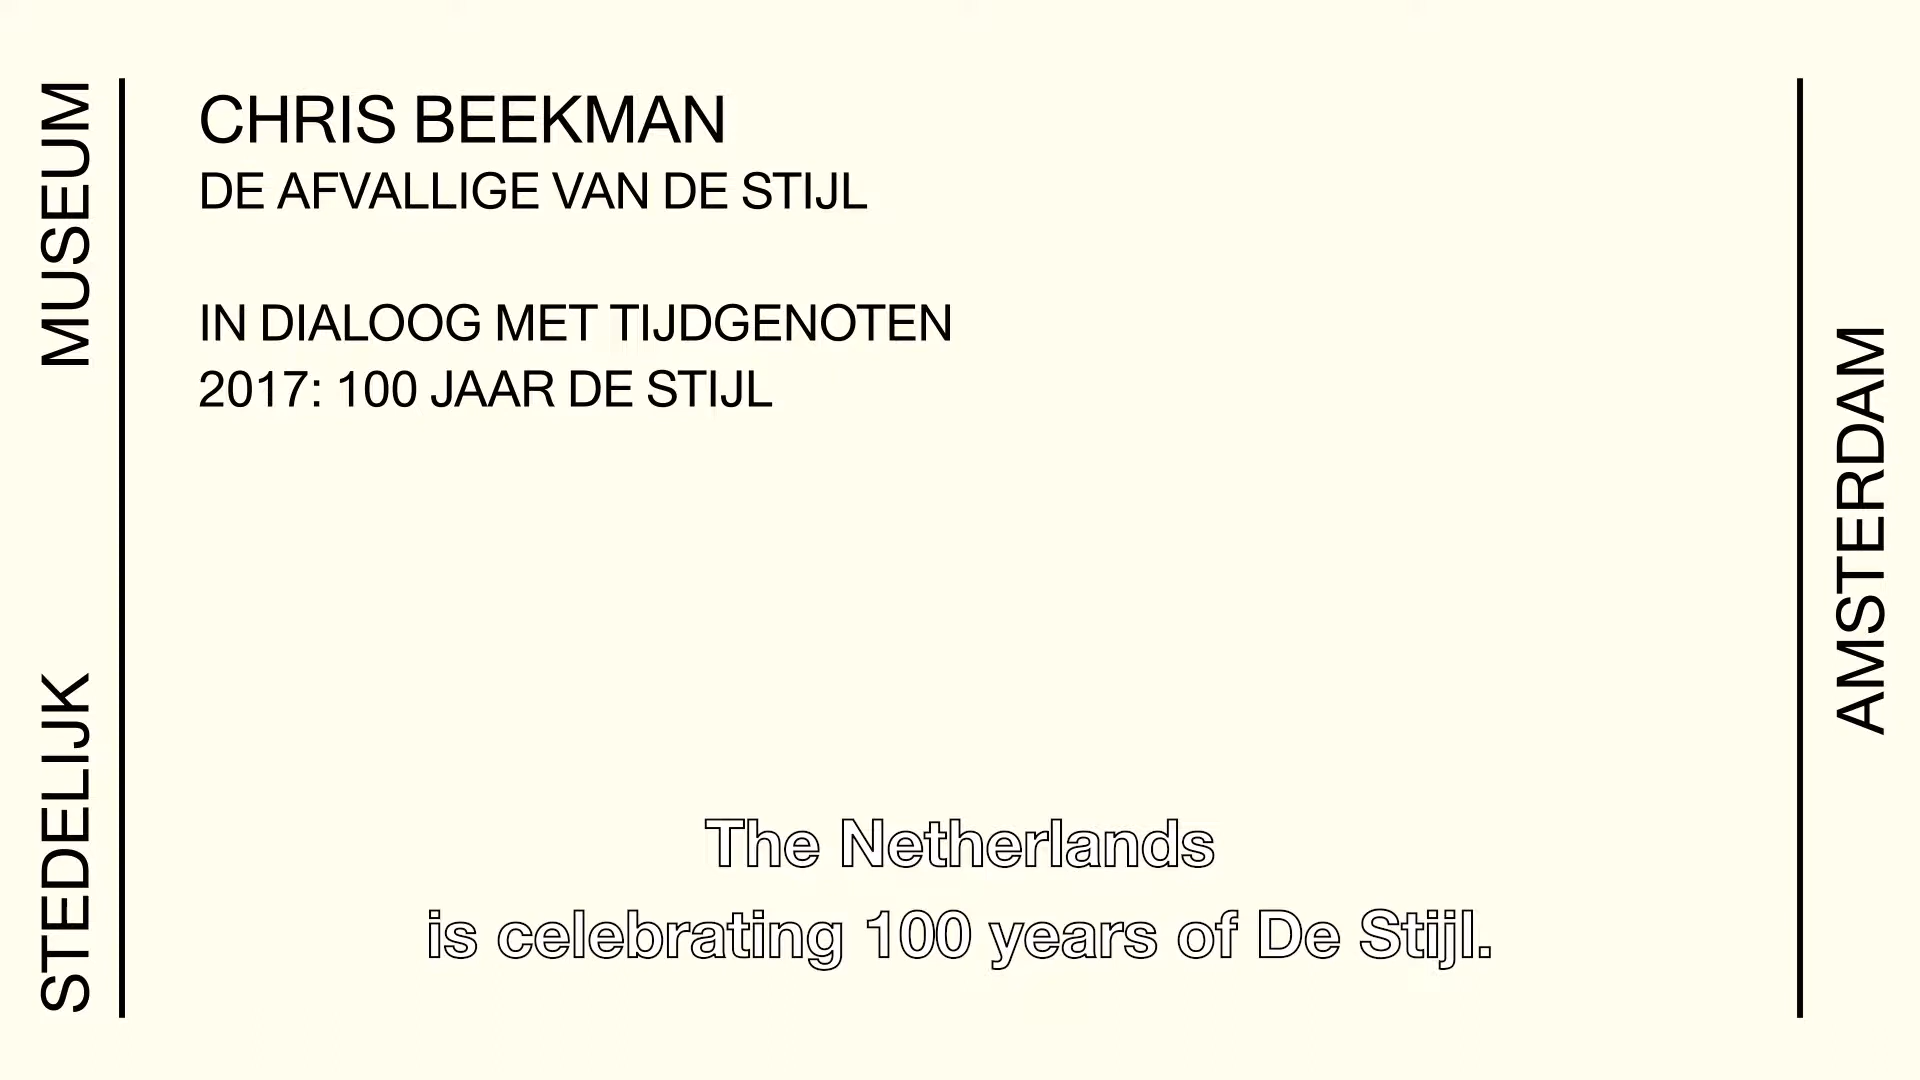 STEDELIJK MUSEUM
CHRIS BEEKMAN
DE AFVALLIGE VAN DE STIJL
IN DIALOOG MET TIJDGENOTEN
2017: 100 JAAR DE STIJL
AMSTERDAM
The Netherlands
is celebrating 100 years of De Stijl.